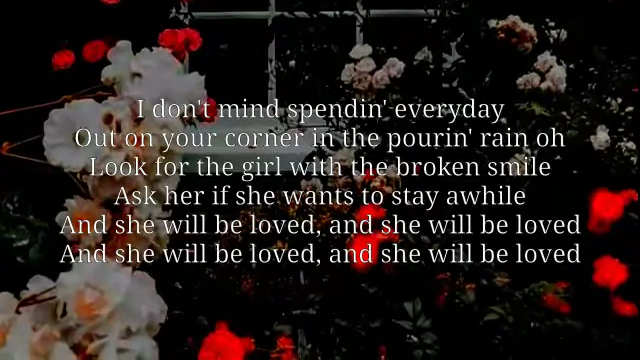 I don't mind spendin' everyday
Out on your corner in the pourin' rain oh
Look for the girl with the broken smile
Ask her if she wants to stay awhile
And she will be loved, and she will be loved
And she will be loved, and she will be loved